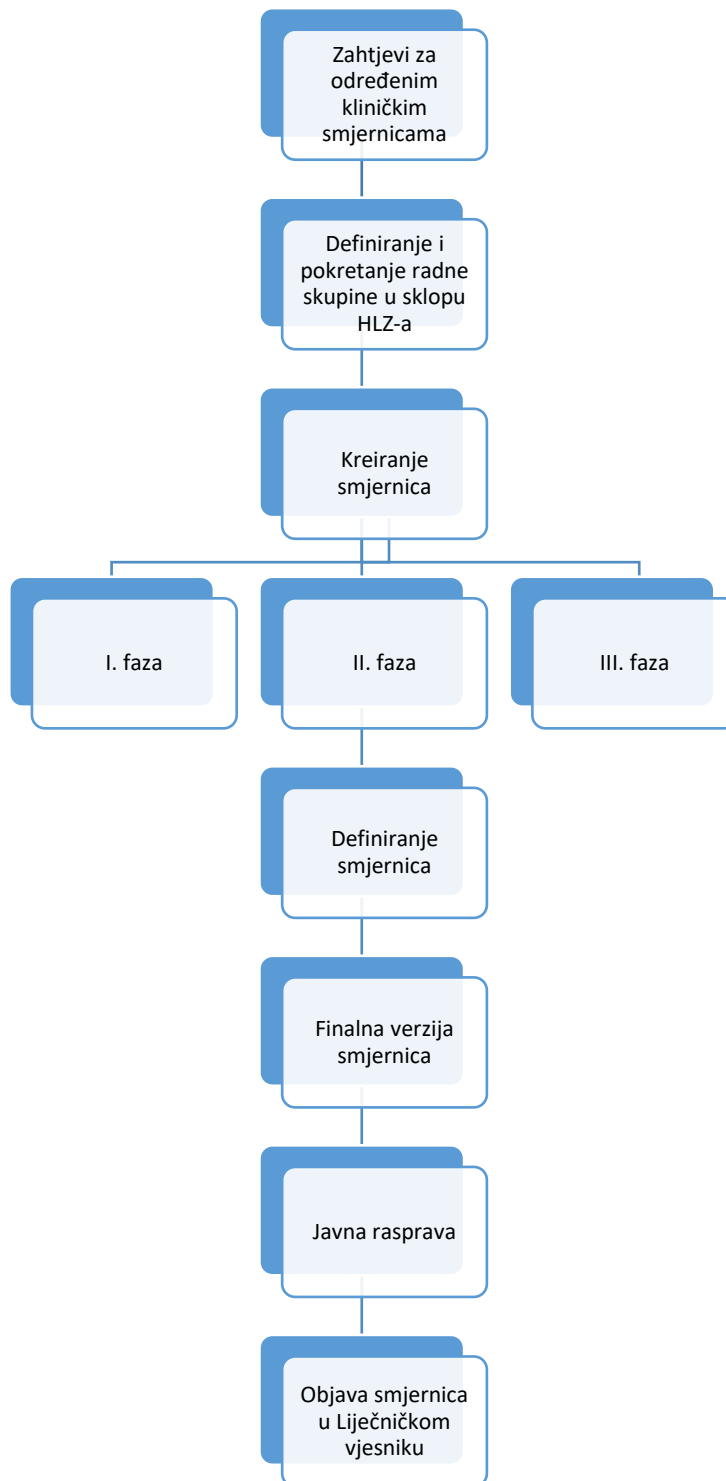 Zahtjevi za
određenim
kliničkim
smjernicama
Definiranje i
pokretanje radne
skupine u sklopu
HLZ-a
Kreiranje
smjernica
I. faza
II. faza
III. faza
Definiranje
smjernica
Finalna verzija
smjernica
Javna rasprava
Objava smjernica
u Liječničkom
vjesniku